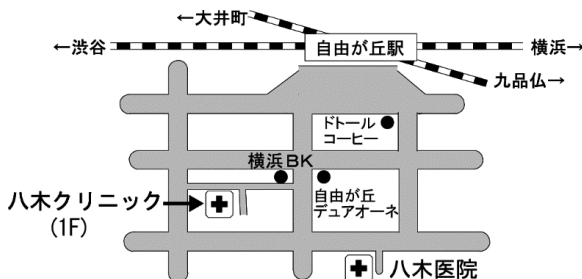 ←大井町
←渋谷
自由が丘駅
横浜→
九品仏→
ドトール
コーヒー
横浜BK
八木クリニック
(1F)
自由が丘
デュアオーネ
八木医院